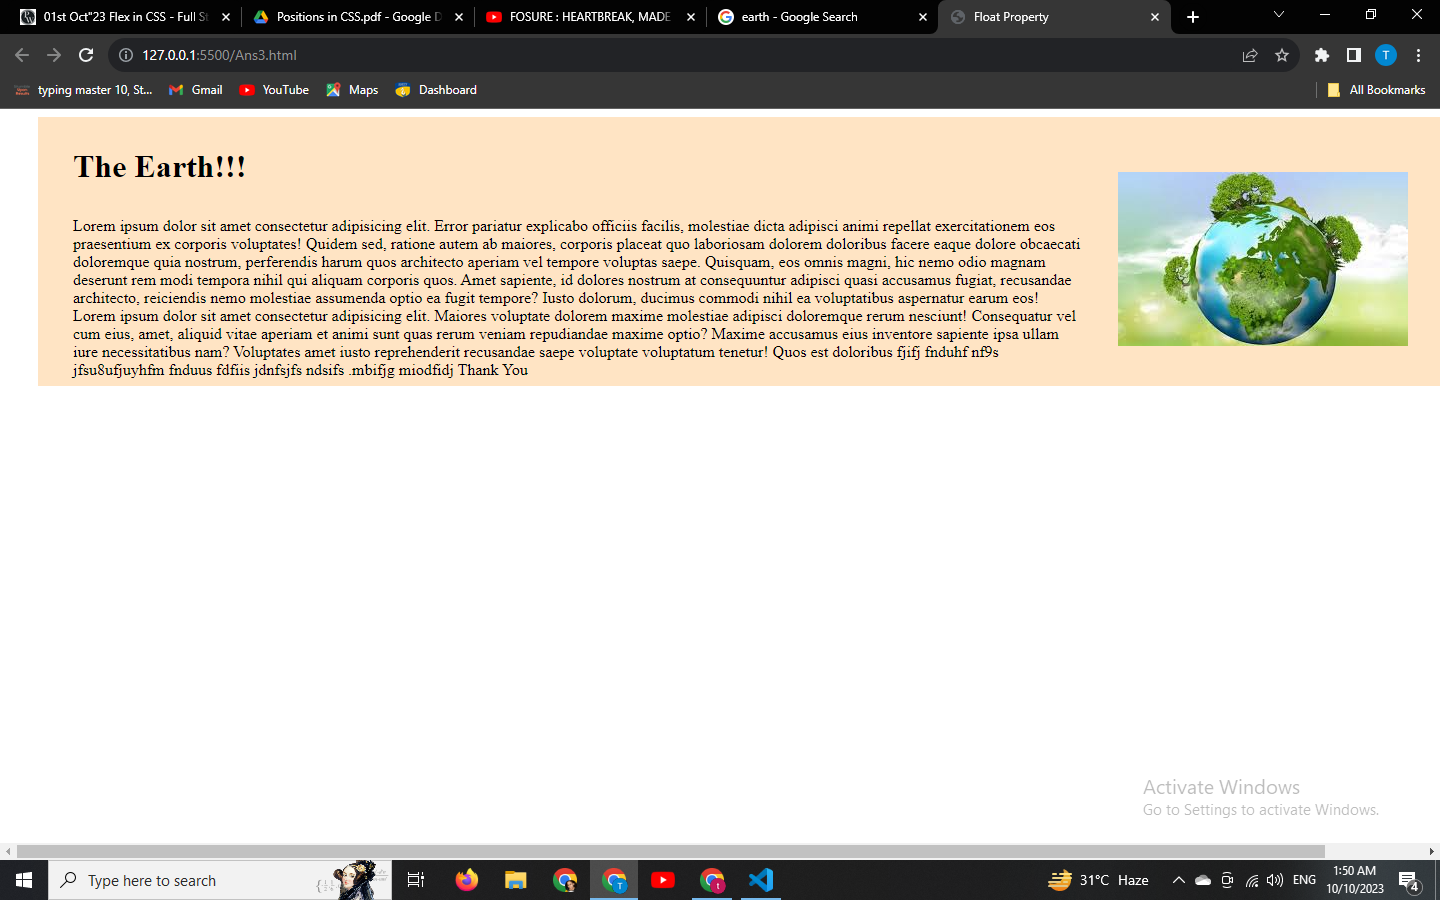 01st Oct"23 Flex in CSS - Full St
Positions in CSS.pdf - Google D
FOSURE : HEARTBREAK, MADE
earth - Google Search
Float Property
127.0.0.1:5500/Ans3.html
typing master 10, St...
Gmail
YouTube
Maps
Dashboard
All Bookmarks
The Earth!!!
Lorem ipsum dolor sit amet consectetur adipisicing elit. Error pariatur explicabo officiis facilis, molestiae dicta adipisci animi repellat exercitationem eos
praesentium ex corporis voluptates! Quidem sed, ratione autem ab maiores, corporis placeat quo laboriosam dolorem doloribus facere eaque dolore obcaecati
doloremque quia nostrum, perferendis harum quos architecto aperiam vel tempore voluptas saepe. Quisquam, eos omnis magni, hic nemo odio magnam
deserunt rem modi tempora nihil qui aliquam corporis quos. Amet sapiente, id dolores nostrum at consequuntur adipisci quasi accusamus fugiat, recusandae
architecto, reiciendis nemo molestiae assumenda optio ea fugit tempore? Iusto dolorum, ducimus commodi nihil ea voluptatibus aspernatur earum eos!
Lorem ipsum dolor sit amet consectetur adipisicing elit. Maiores voluptate dolorem maxime molestiae adipisci doloremque rerum nesciunt! Consequatur vel
cum eius, amet, aliquid vitae aperiam et animi sunt quas rerum veniam repudiandae maxime optio? Maxime accusamus eius inventore sapiente ipsa ullam
iure necessitatibus nam? Voluptates amet iusto reprehenderit recusandae saepe voluptate voluptatum tenetur! Quos est doloribus fjifj fnduhf nf9s
jfsu8ufjuyhfm fnduus fdfiis jdnfsjfs ndsifs .mbifjg miodfidj Thank You
Activate Windows
Go to Settings to activate Windows.
Type here to search
31°C Haze
ENG
1:50 AM
10/10/2023
4